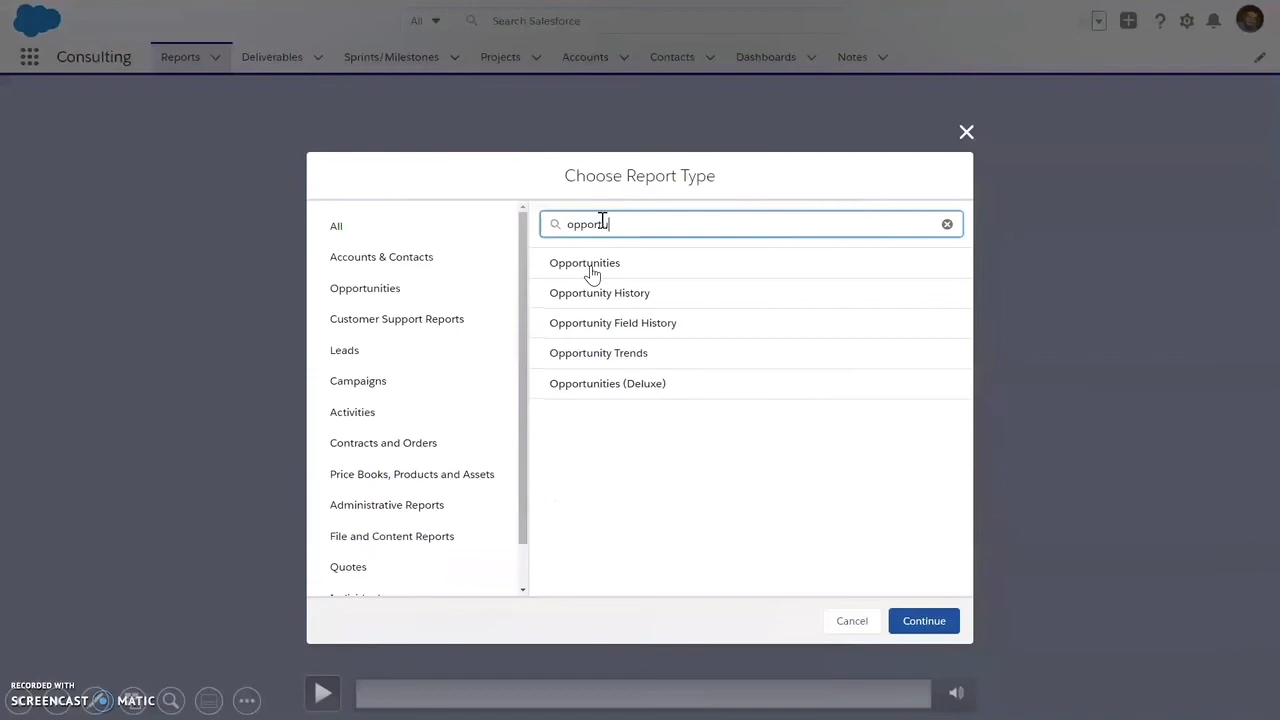 All
Search Salesforce
Consulting
Reports
Deliverables
Sprints/Milestones
Projects
Accounts
Contacts
Dashboards
Notes
Choose Report Type
All
Accounts & Contacts
Opportunities
Customer Support Reports
Leads
Campaigns
Activities
Contracts and Orders
Price Books, Products and Assets
Administrative Reports
File and Content Reports
Quotes
opportu
Opportunities
Opportunity History
Opportunity Field History
Opportunity Trends
Opportunities (Deluxe)
Cancel
Continue
RECORDED WITH
SCREENCAST MATIC